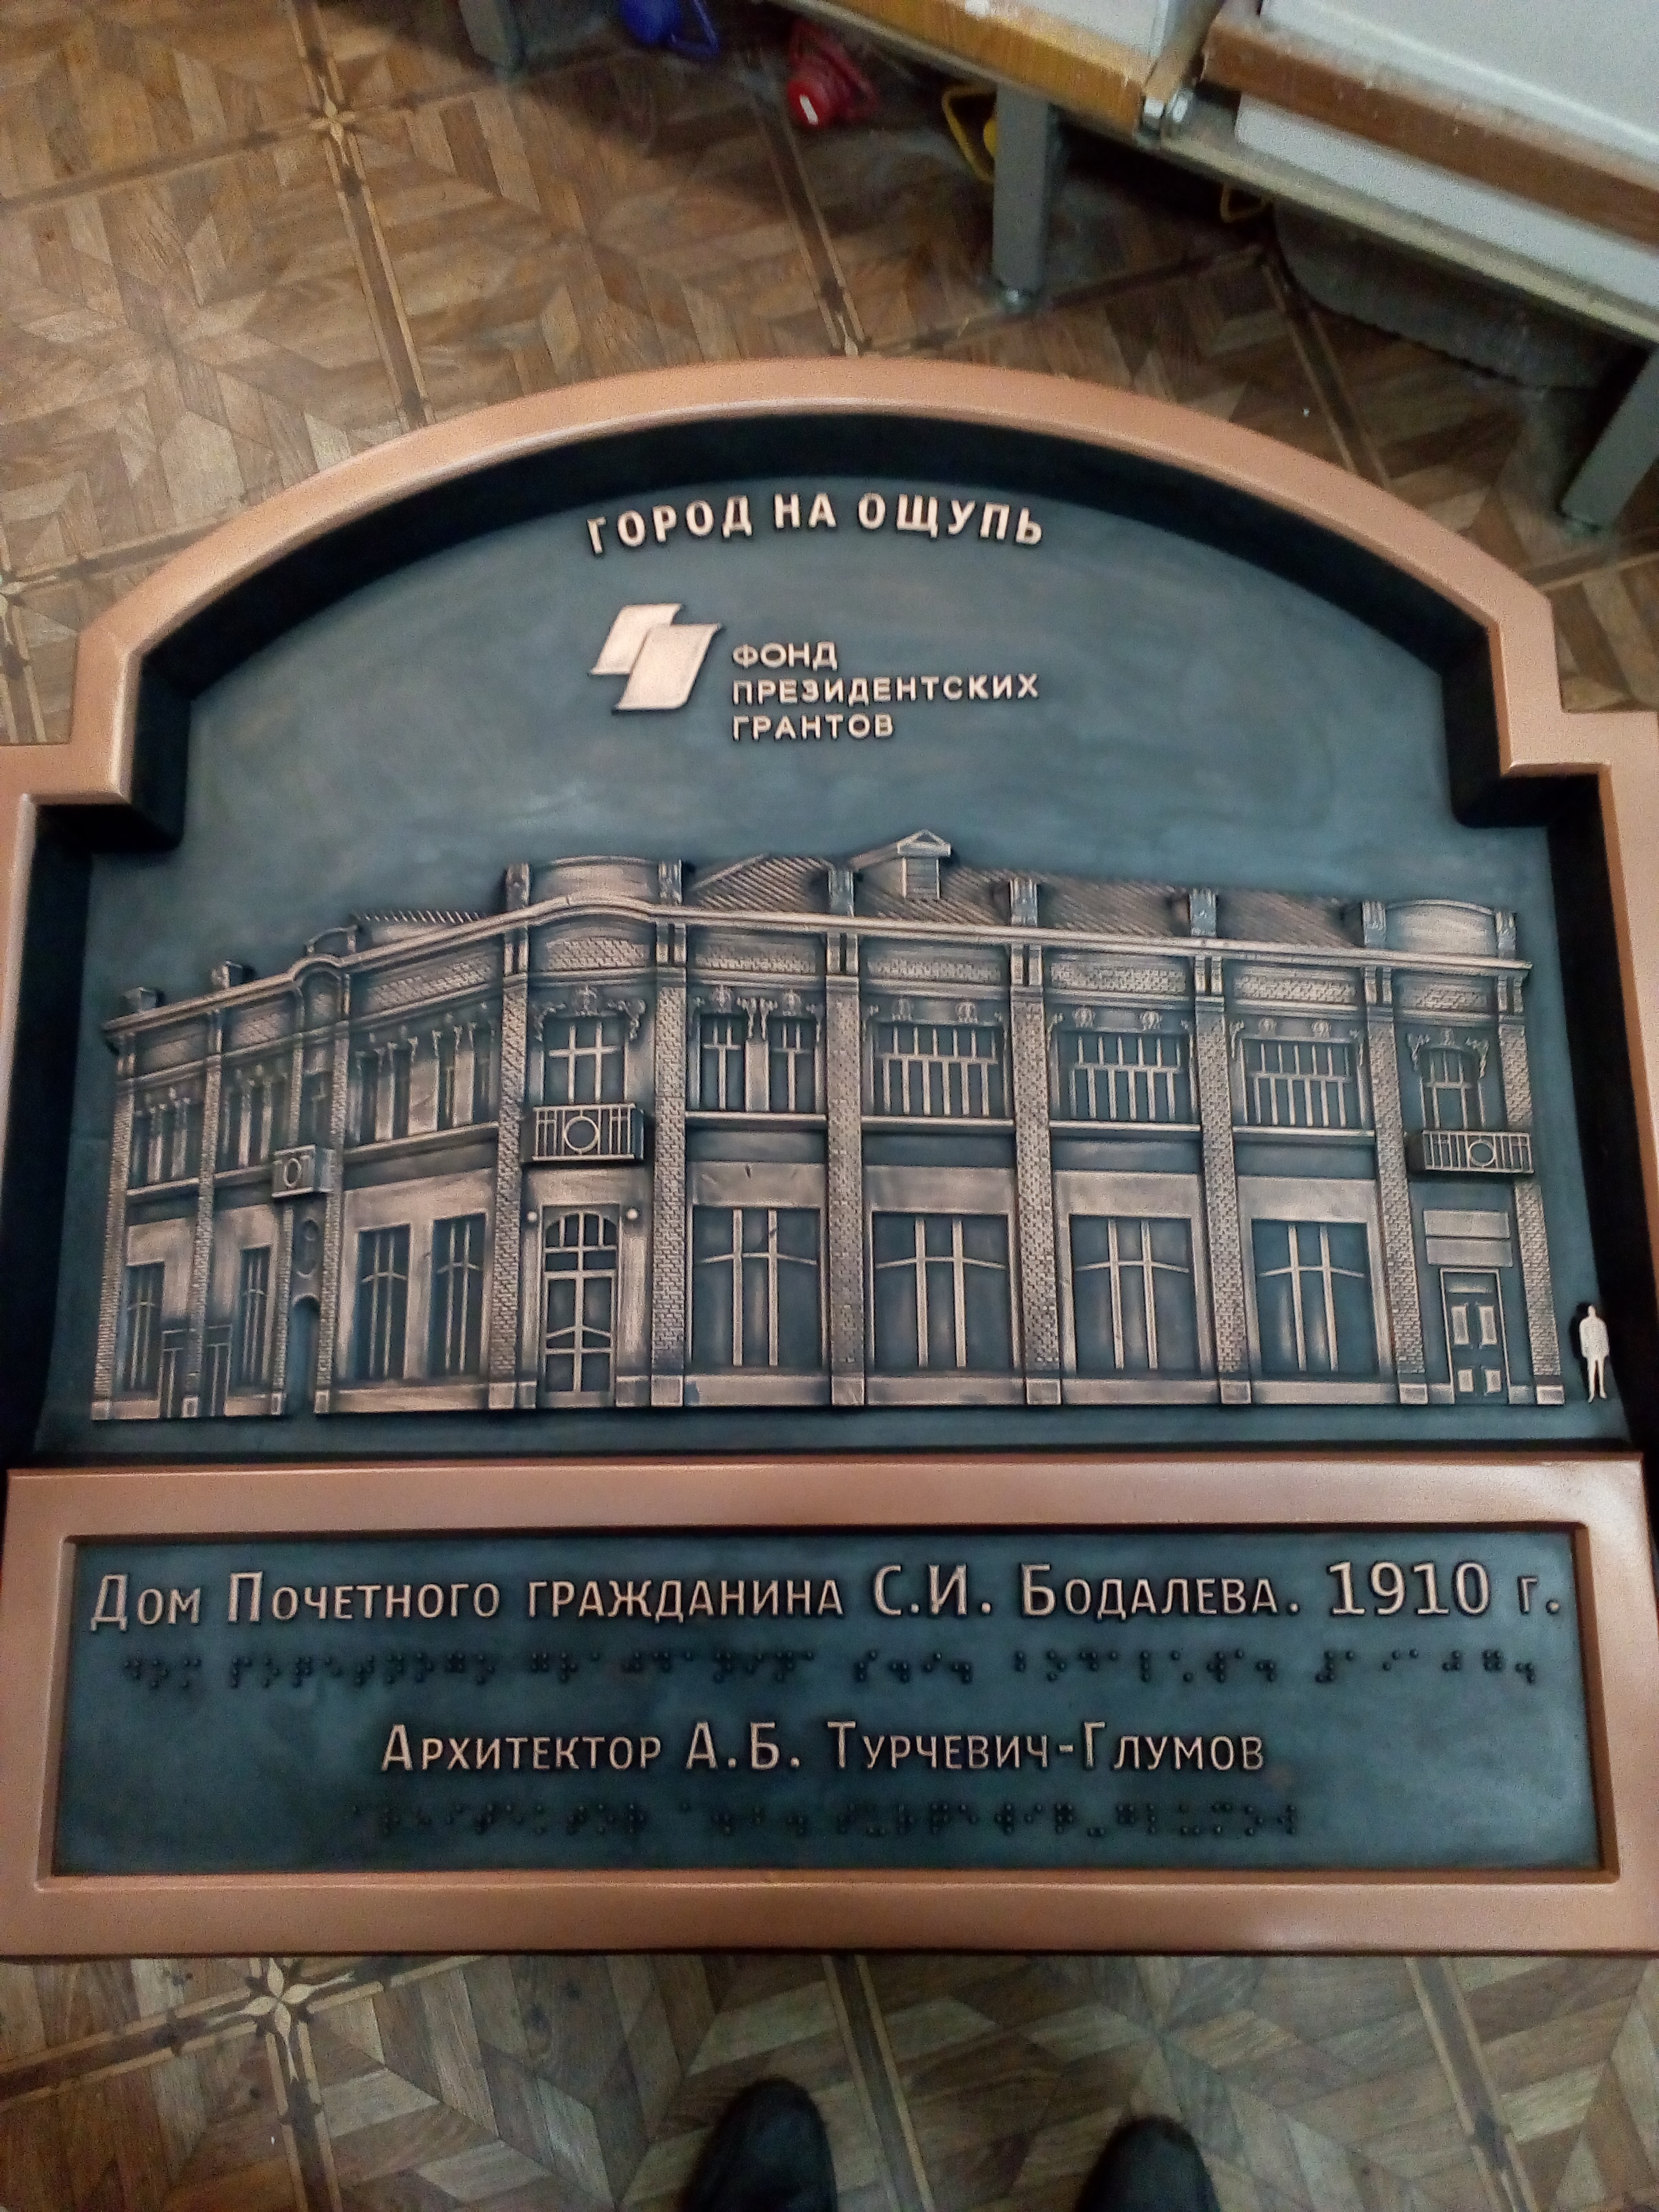 ГОРОД НА ОЩУПЬ
ФОНД
ПРЕЗИДЕНТСКИХ
ГРАНТОВ
Дом Почетного гражданина С.И. Бодалева. 1910 г.
Архитектор А.Б. Турчевич-Глумов